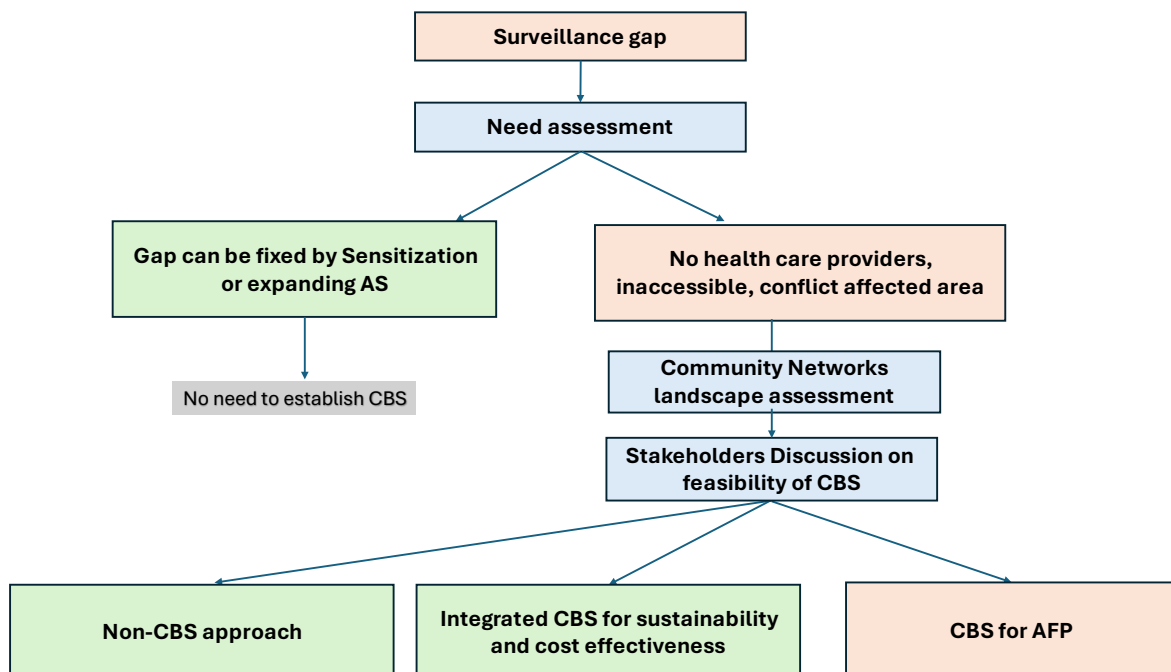 Surveillance gap
Need assessment
Gap can be fixed by Sensitization
or expanding AS
No health care providers,
inaccessible, conflict affected area
No need to establish CBS
Community Networks
landscape assessment
Stakeholders Discussion on
feasibility of CBS
Non-CBS approach
Integrated CBS for sustainability
and cost effectiveness
CBS for AFP